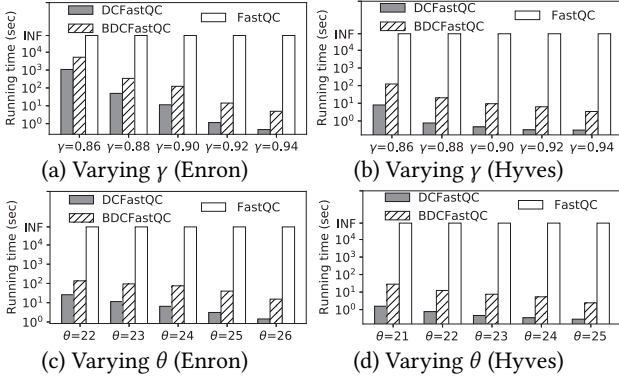 DCFastQC
BDCFastQC
FastQC
Running time (sec)
INF
10^4
10^3
10^2
10^1
10^0
γ=0.86 γ=0.88 γ=0.90 γ=0.92 γ=0.94
(a) Varying γ (Enron)
DCFastQC
BDCFastQC
FastQC
Running time (sec)
INF
10^4
10^3
10^2
10^1
10^0
γ=0.86 γ=0.88 γ=0.90 γ=0.92 γ=0.94
(b) Varying γ (Hyves)
DCFastQC
BDCFastQC
FastQC
Running time (sec)
INF
10^4
10^3
10^2
10^1
10^0
θ=22 θ=23 θ=24 θ=25 θ=26
(c) Varying θ (Enron)
DCFastQC
BDCFastQC
FastQC
Running time (sec)
INF
10^4
10^3
10^2
10^1
10^0
θ=21 θ=22 θ=23 θ=24 θ=25
(d) Varying θ (Hyves)